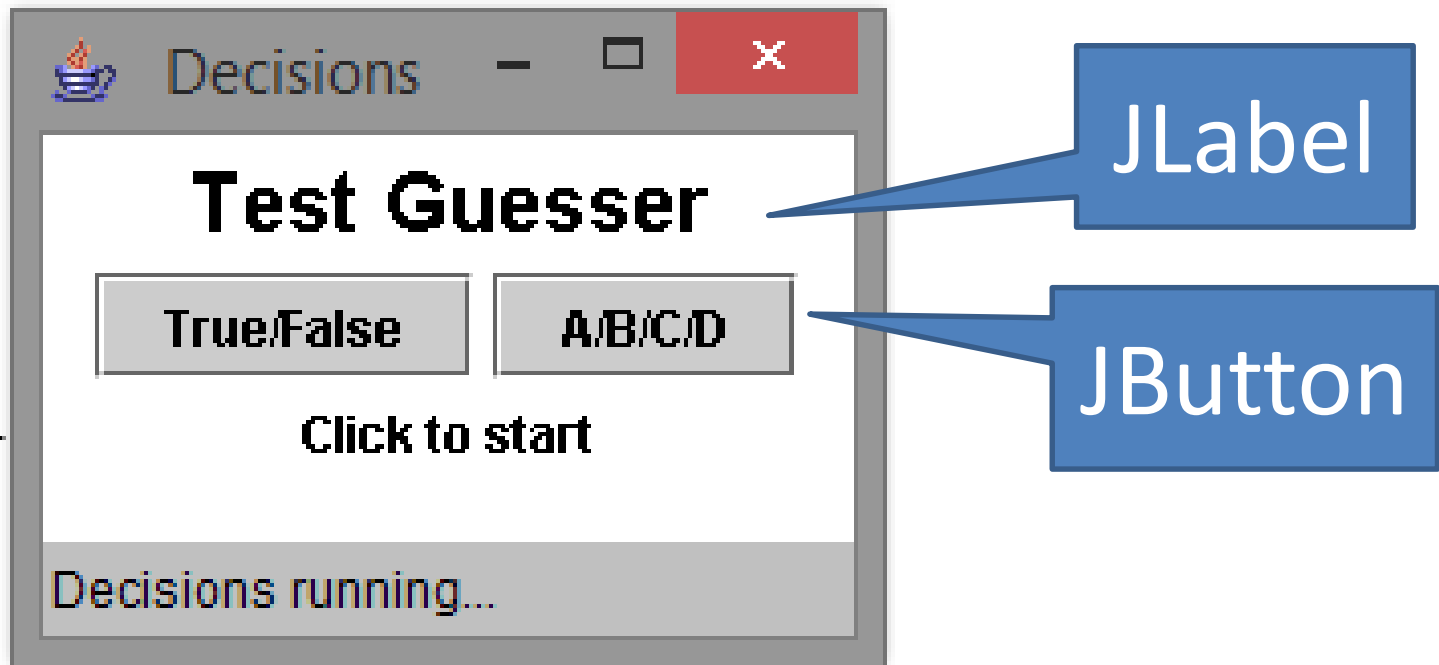 Decisions
Test Guesser
JLabel
True/False A/B/C/D
JButton
Click to start
Decisions running...